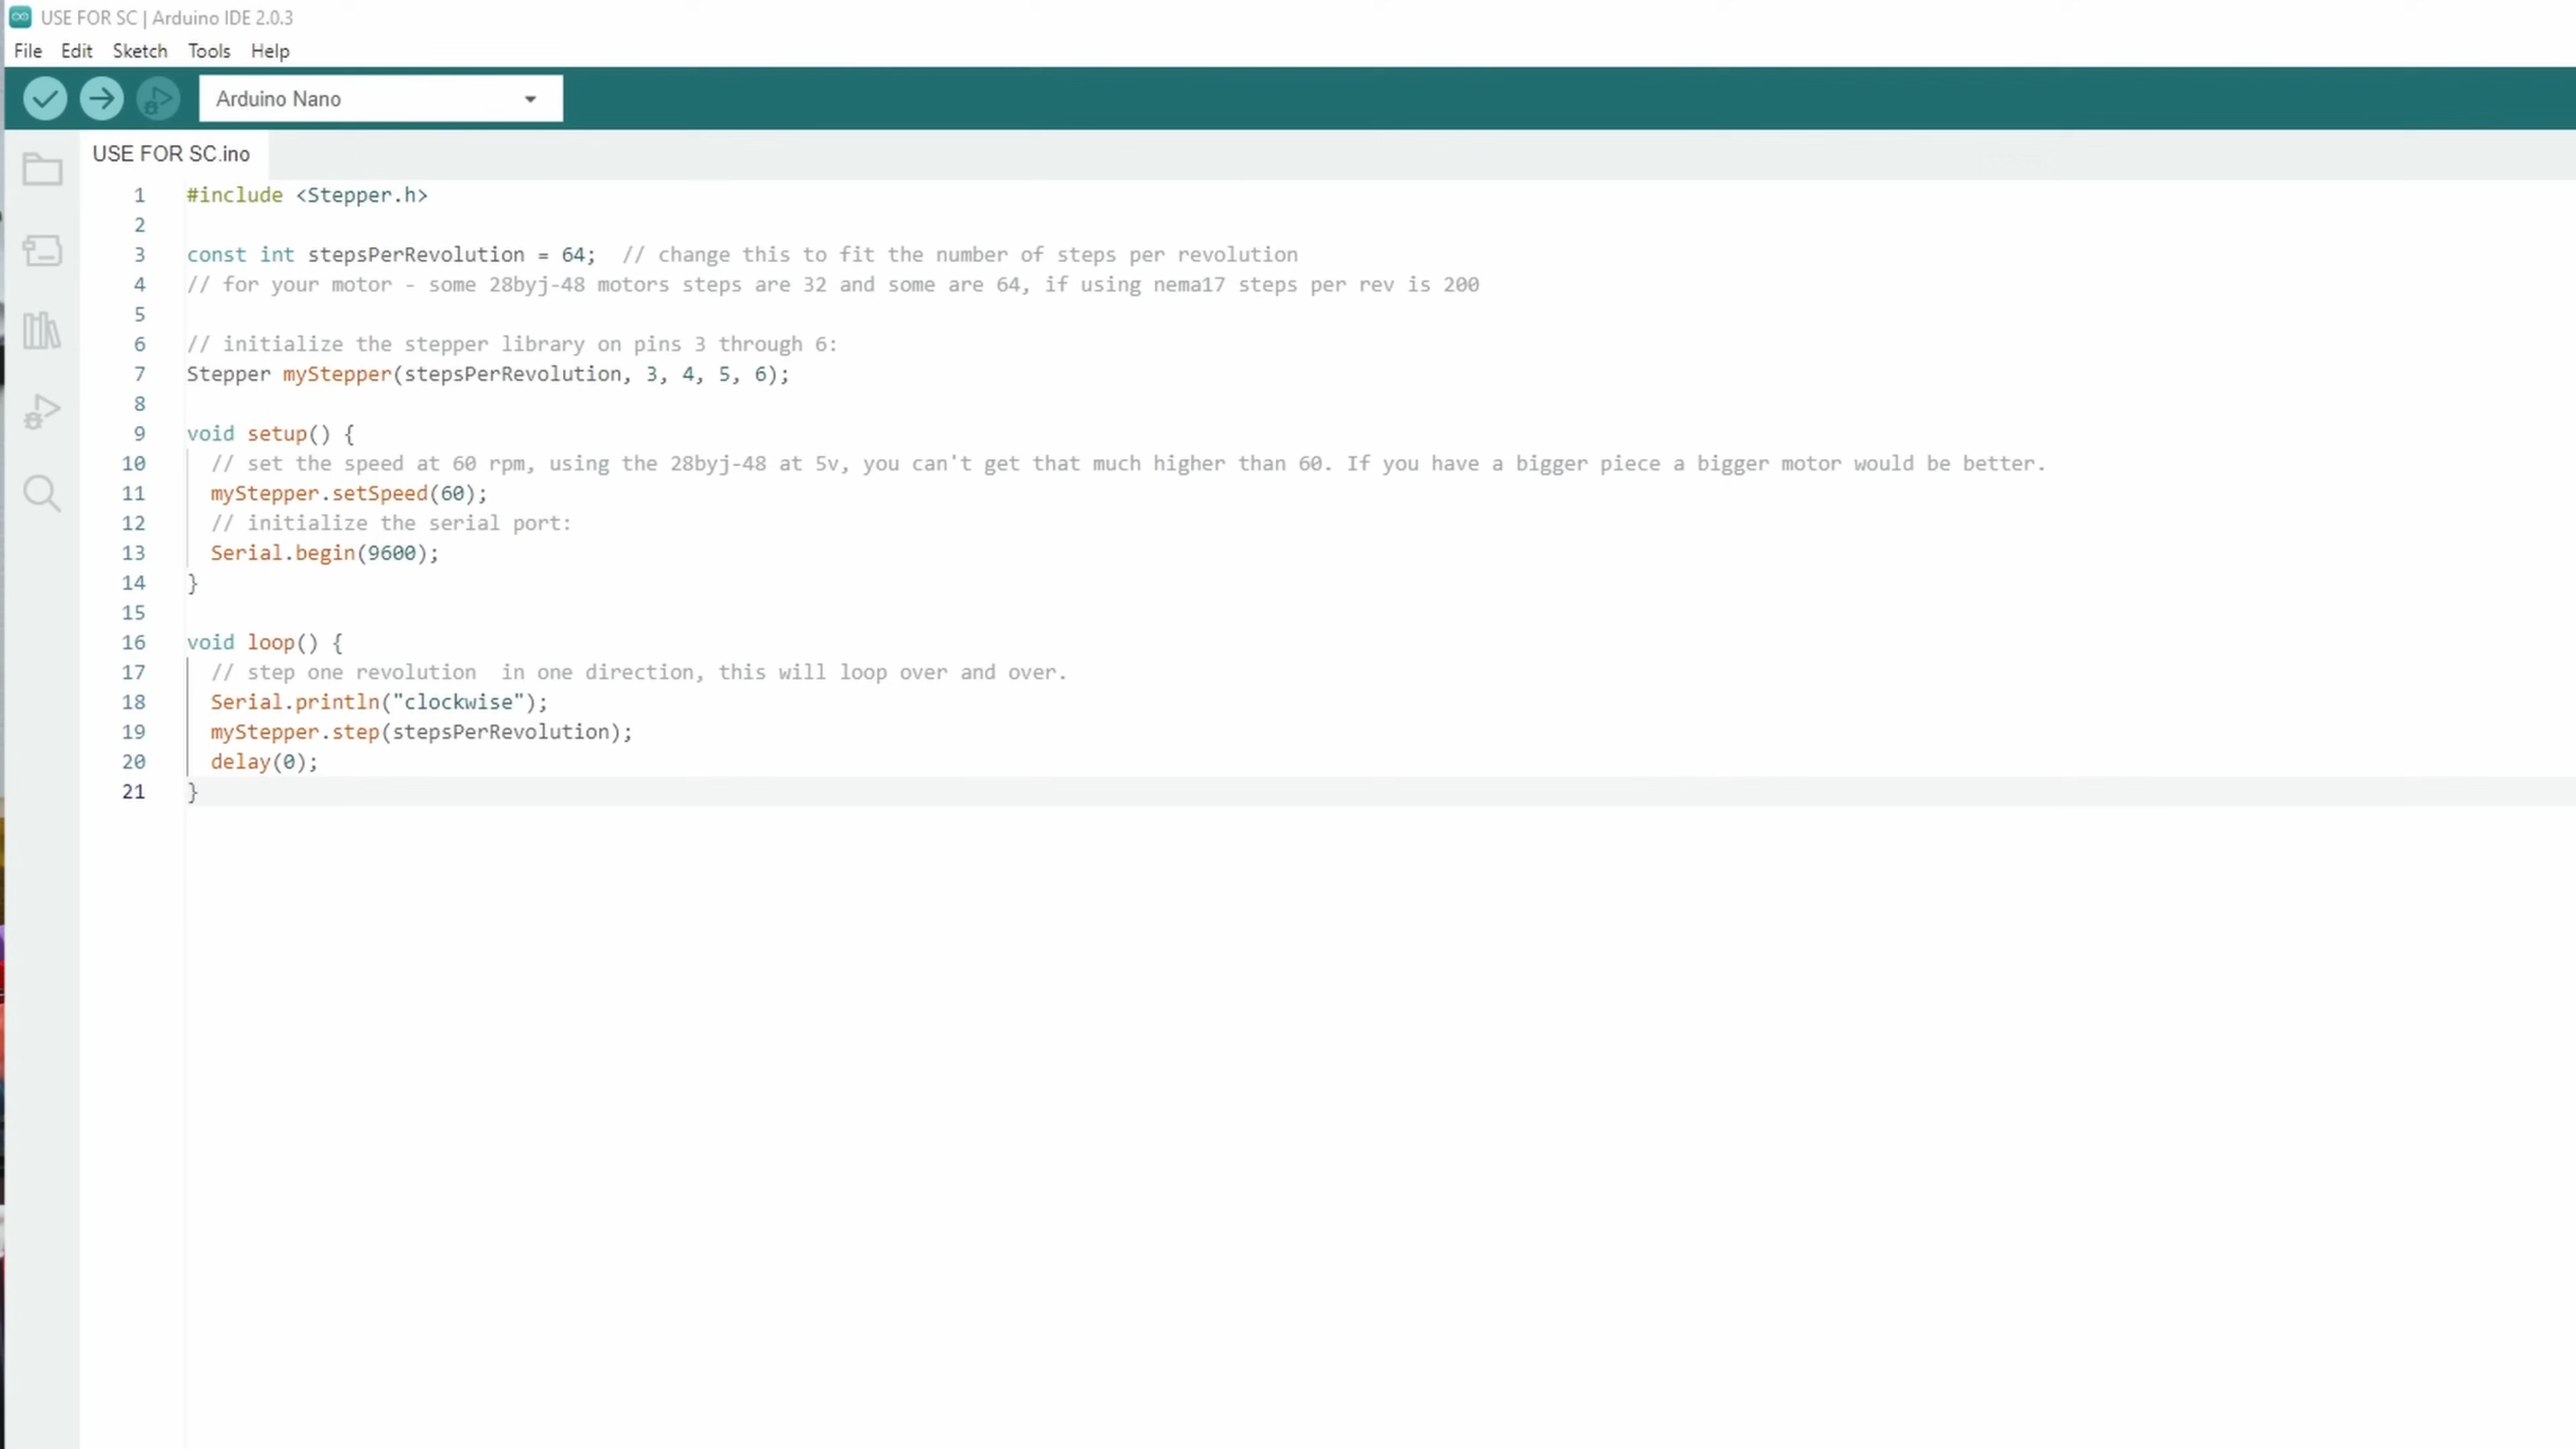 USE FOR SC | Arduino IDE 2.0.3
File Edit Sketch Tools Help
Arduino Nano
USE FOR SC.ino
1 #include <Stepper.h>
2
3 const int stepsPerRevolution = 64;  // change this to fit the number of steps per revolution
4 // for your motor - some 28byj-48 motors steps are 32 and some are 64, if using nema17 steps per rev is 200
5
6 // initialize the stepper library on pins 3 through 6:
7 Stepper myStepper(stepsPerRevolution, 3, 4, 5, 6);
8
9 void setup() {
10   // set the speed at 60 rpm, using the 28byj-48 at 5v, you can't get that much higher than 60. If you have a bigger piece a bigger motor would be better.
11   myStepper.setSpeed(60);
12   // initialize the serial port:
13   Serial.begin(9600);
14 }
15
16 void loop() {
17   // step one revolution  in one direction, this will loop over and over.
18   Serial.println("clockwise");
19   myStepper.step(stepsPerRevolution);
20   delay(0);
21 }